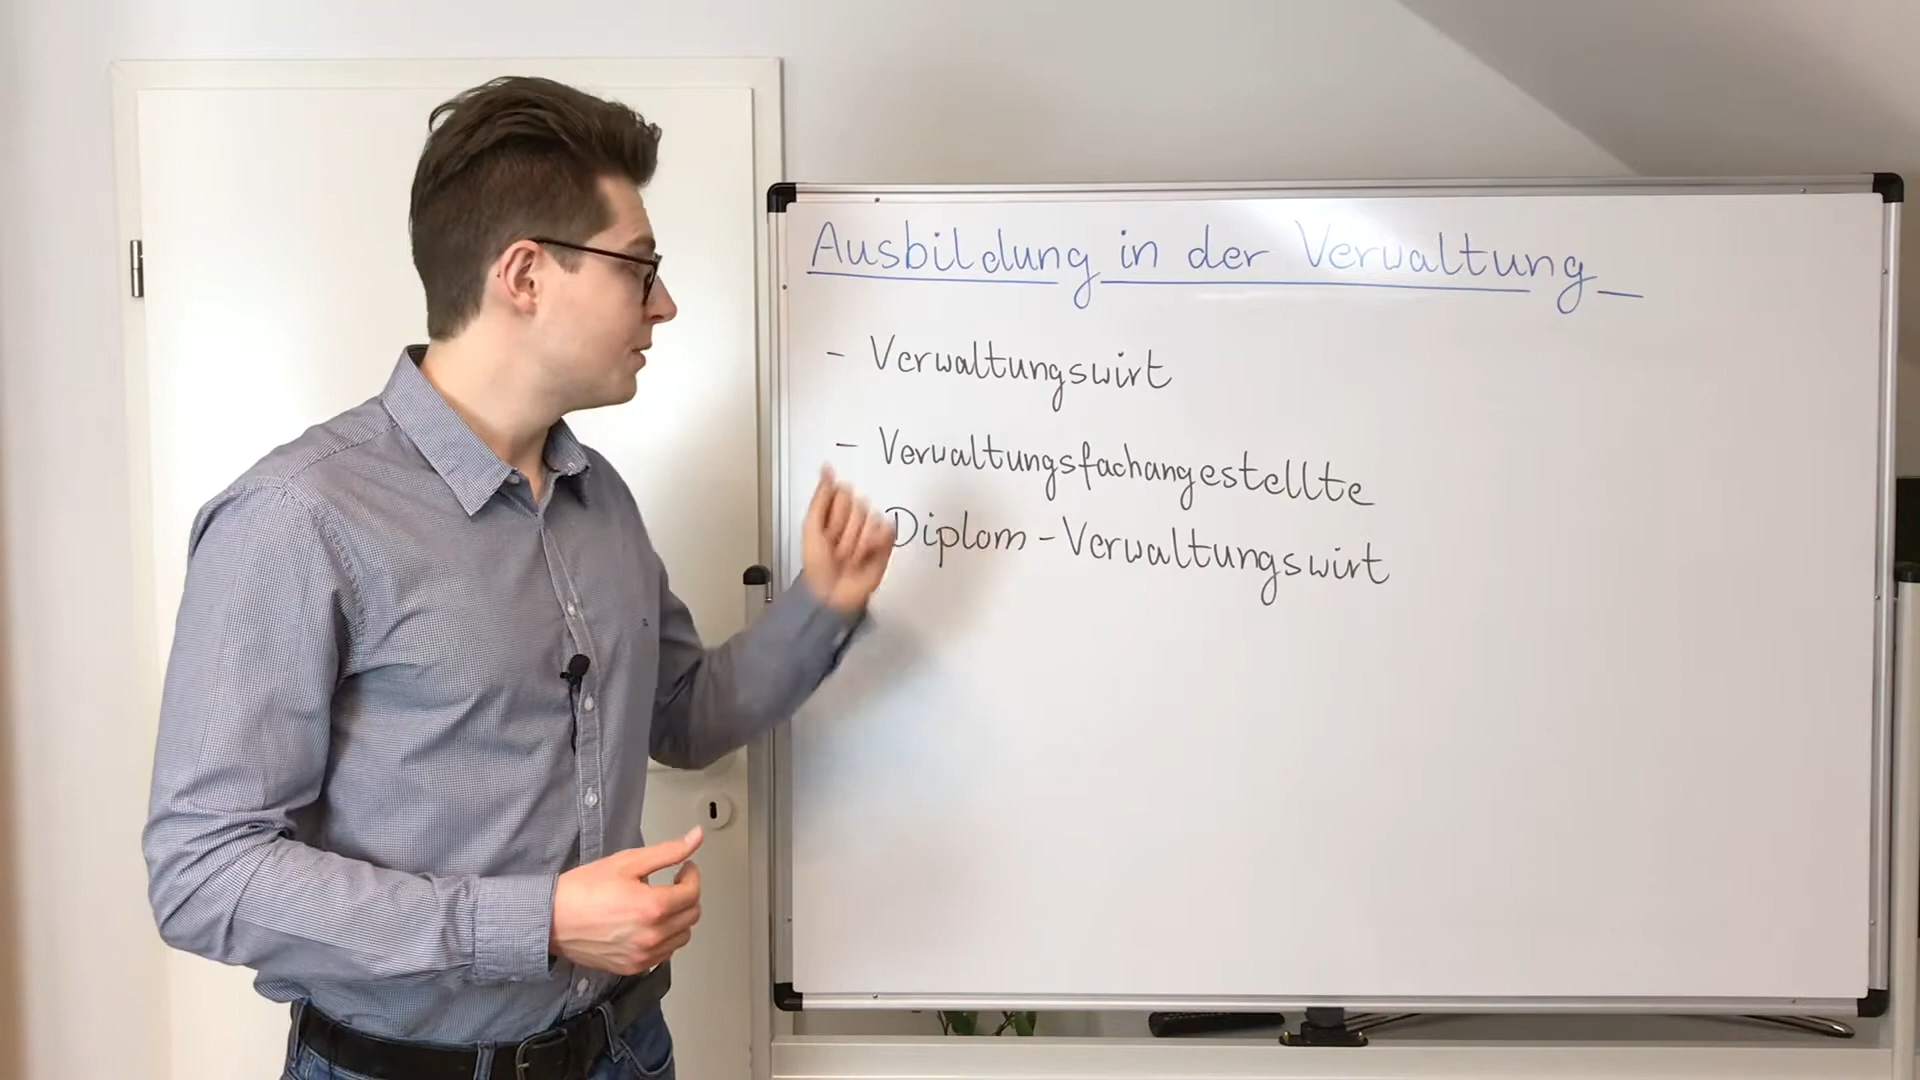 Ausbildung in der Verwaltung
- Verwaltungswirt
- Verwaltungsfachangestellte
Diplom-Verwaltungswirt